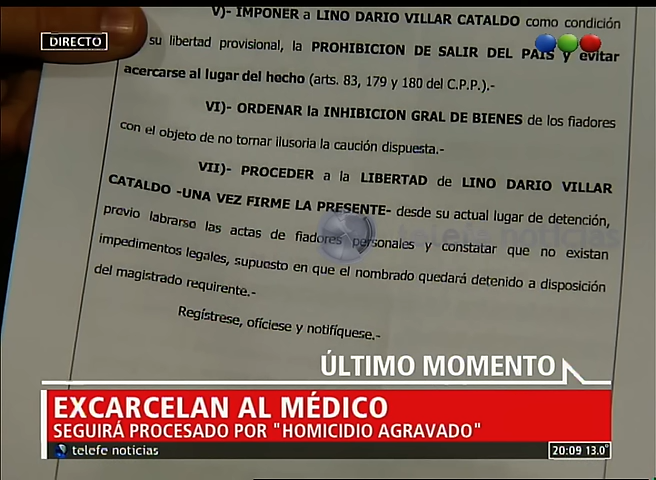 V)- IMPONER a LINO DARIO VILLAR CATALDO como condición
DIRECTO
su libertad provisional, la PROHIBICION DE SALIR DEL PAIS y evitar
acercarse al lugar del hecho (arts. 83, 179 y 180 del C.P.P.).-
VI)- ORDENAR la INHIBICION GRAL DE BIENES de los fiadores
con el objeto de no tornar ilusoria la caución dispuesta.-
VII)- PROCEDER a la LIBERTAD de LINO DARIO VILLAR
CATALDO -UNA VEZ FIRME LA PRESENTE- desde su actual lugar de detención,
previo labrarse las actas de fiadores personales y constatar que no existan
telefe noticias
impedimentos legales, supuesto en que el nombrado quedará detenido a disposición
del magistrado requirente.-
Regístrese, ofíciese y notifíquese.-
ÚLTIMO MOMENTO
EXCARCELAN AL MÉDICO
SEGUIRÁ PROCESADO POR "HOMICIDIO AGRAVADO"
telefe noticias
20:09 13.0°